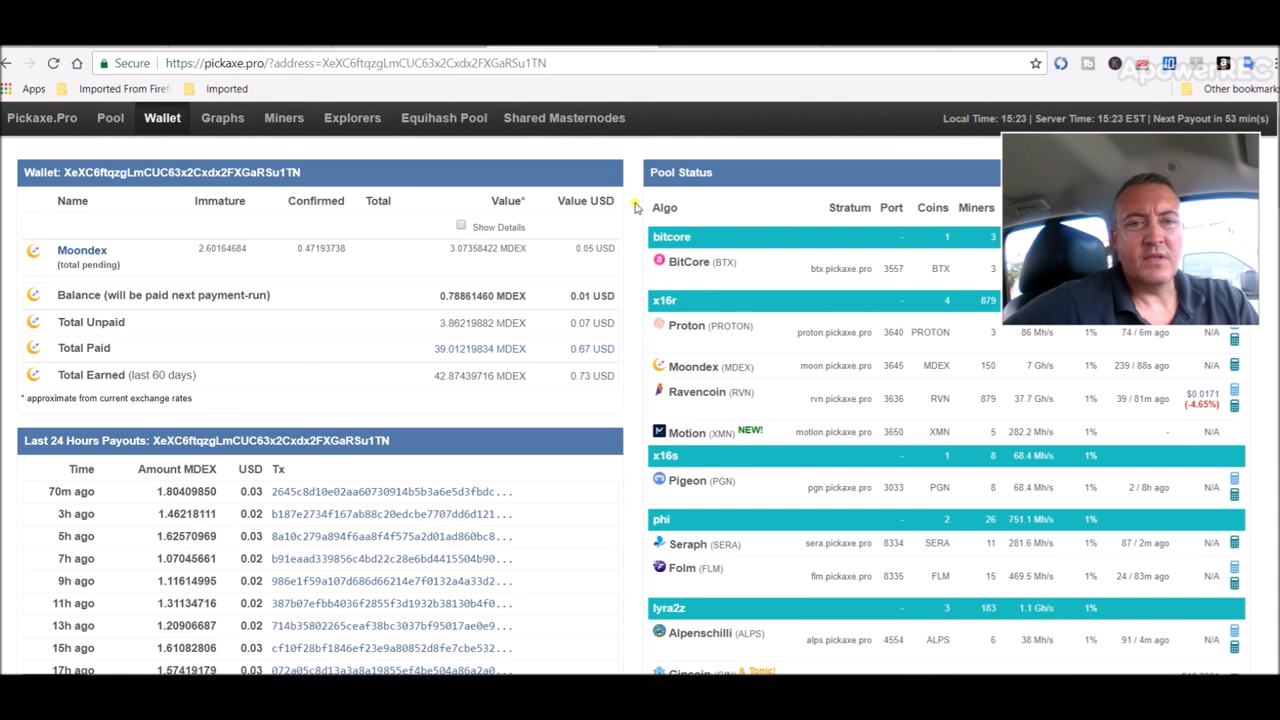 ApowerREC
Secure https://pickaxe.pro/?address=XeXC6ftqzgLmCUC63x2Cxdx2FXGaRSu1TN
Apps Imported From Firef Imported Other bookmarks
Pickaxe.Pro Pool Wallet Graphs Miners Explorers Equihash Pool Shared Masternodes Local Time: 15:23 | Server Time: 15:23 EST | Next Payout in 53 min(s)
Wallet: XeXC6ftqzgLmCUC63x2Cxdx2FXGaRSu1TN
Name Immature Confirmed Total Value* Value USD
Show Details
Moondex 2.60164684 0.47193738 3.07358422 MDEX 0.05 USD
(total pending)
Balance (will be paid next payment-run) 0.78861460 MDEX 0.01 USD
Total Unpaid 3.86219882 MDEX 0.07 USD
Total Paid 39.01219834 MDEX 0.67 USD
Total Earned (last 60 days) 42.87439716 MDEX 0.73 USD
* approximate from current exchange rates
Last 24 Hours Payouts: XeXC6ftqzgLmCUC63x2Cxdx2FXGaRSu1TN
Time Amount MDEX USD Tx
70m ago 1.80409850 0.03 2645c8d10e02aa60730914b5b3a6e5d3fbdc...
3h ago 1.46218111 0.02 b187e2734f167ab88c20edcbe7707dd6d121...
5h ago 1.62570969 0.03 8a10c279a894f6aa8f4f575a2d01ad860bc8...
7h ago 1.07045661 0.02 b91eaad339856c4bd22c28e6bd4415504b90...
9h ago 1.11614995 0.02 986e1f59a107d686d66214e7f0132a4a33d2...
11h ago 1.31134716 0.02 387b07efbb4036f2855f3d1932b38130b4f0...
13h ago 1.20906687 0.02 714b35802265ceaf38bc3037bf95017ae0e9...
15h ago 1.61082806 0.03 cf10f28bf1846ef23e9a80852d8fe7cbe532...
17h ago 1.57419179 0.03 072a05c8d13a3a8a19855ef4be504a86a2a0...
Pool Status
Algo Stratum Port Coins Miners
bitcore - 1 3
BitCore (BTX) btx.pickaxe.pro 3557 BTX 3
x16r - 4 879
Proton (PROTON) proton.pickaxe.pro 3640 PROTON 3 86 Mh/s 1% 74 / 6m ago N/A
Moondex (MDEX) moon.pickaxe.pro 3645 MDEX 150 7 Gh/s 1% 239 / 88s ago N/A
Ravencoin (RVN) rvn.pickaxe.pro 3636 RVN 879 37.7 Gh/s 1% 39 / 81m ago $0.0171
(-4.65%)
Motion (XMN) NEW! motion.pickaxe.pro 3650 XMN 5 282.2 Mh/s 1% - N/A
x16s - 1 8 68.4 Mh/s 1%
Pigeon (PGN) pgn.pickaxe.pro 3033 PGN 8 68.4 Mh/s 1% 2 / 8h ago N/A
phi - 2 26 751.1 Mh/s 1%
Seraph (SERA) sera.pickaxe.pro 8334 SERA 11 281.6 Mh/s 1% 87 / 2m ago N/A
Folm (FLM) flm.pickaxe.pro 8335 FLM 15 469.5 Mh/s 1% 24 / 83m ago N/A
lyra2z - 3 183 1.1 Gh/s 1%
Alpenschilli (ALPS) alps.pickaxe.pro 4554 ALPS 6 38 Mh/s 1% 91 / 4m ago N/A
Gincoin (GIN) & Tonic!